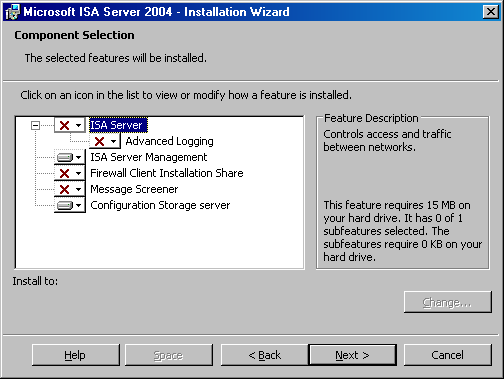 Microsoft ISA Server 2004 - Installation Wizard
Component Selection
The selected features will be installed.
Click on an icon in the list to view or modify how a feature is installed.
ISA Server
Advanced Logging
ISA Server Management
Firewall Client Installation Share
Message Screener
Configuration Storage server
Feature Description
Controls access and traffic
between networks.
This feature requires 15 MB on
your hard drive. It has 0 of 1
subfeatures selected. The
subfeatures require 0 KB on your
hard drive.
Install to:
Change...
Help
Space
< Back
Next >
Cancel